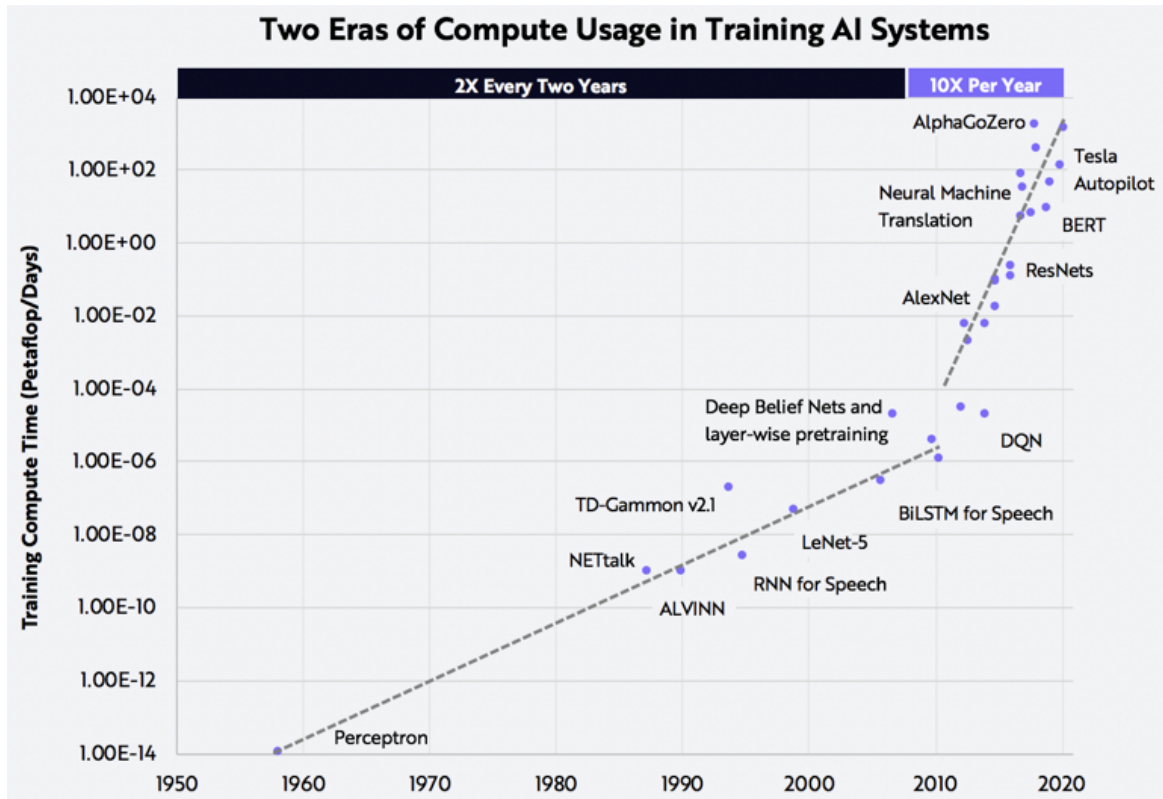 Two Eras of Compute Usage in Training AI Systems
2X Every Two Years
10X Per Year
Training Compute Time (Petaflop/Days)
1.00E+04
1.00E+02
1.00E+00
1.00E-02
1.00E-04
1.00E-06
1.00E-08
1.00E-10
1.00E-12
1.00E-14
AlphaGoZero
Tesla
Autopilot
Neural Machine
Translation
BERT
ResNets
AlexNet
Deep Belief Nets and
layer-wise pretraining
DQN
TD-Gammon v2.1
BiLSTM for Speech
LeNet-5
NETtalk
RNN for Speech
ALVINN
Perceptron
1950
1960
1970
1980
1990
2000
2010
2020